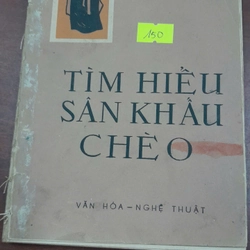 150
TÌM HIỂU
SÂN KHẤU
CHÈO
VĂN HÓA – NGHỆ THUẬT